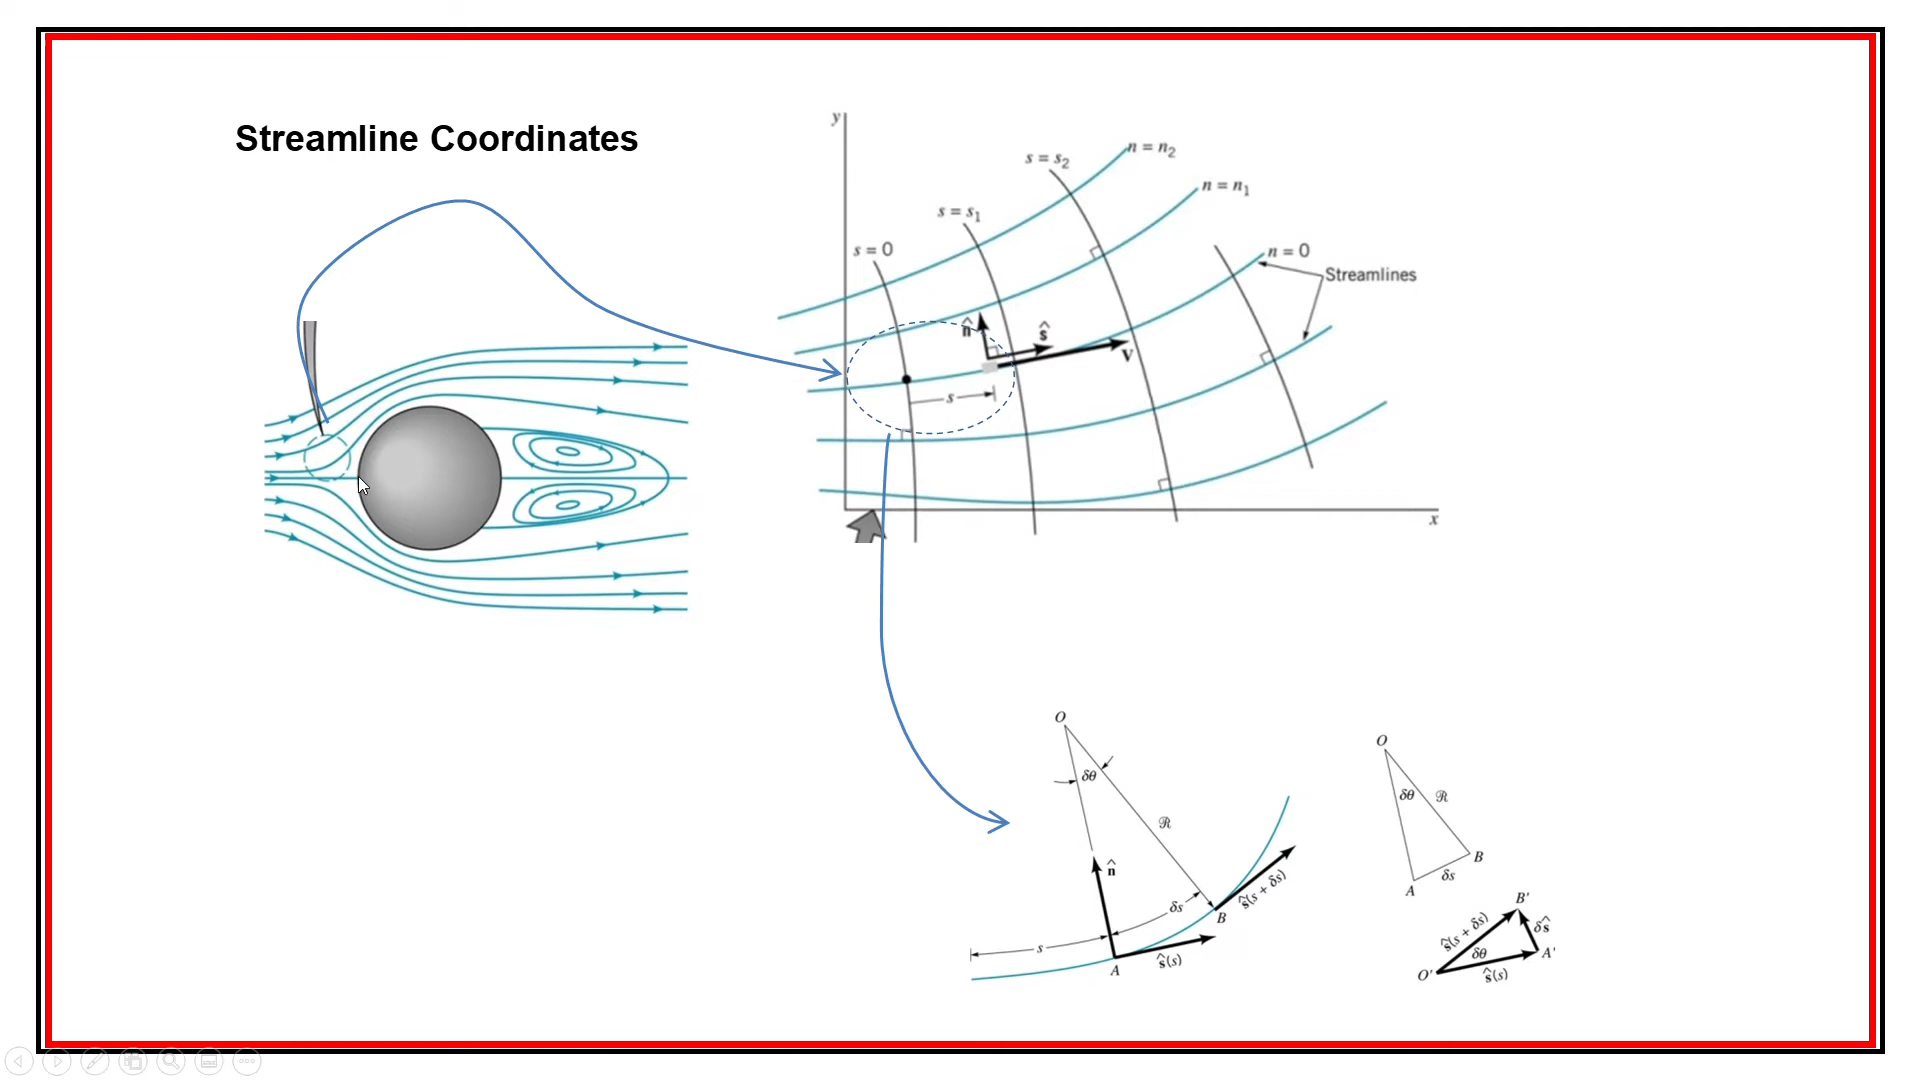 Streamline Coordinates
y
n = n₂
s = s₂
n = n₁
s = s₁
s = 0
n = 0
Streamlines
n̂
ŝ
V
s
x
O
δθ
ℛ
n̂
δs
B
ŝ(s + δs)
s
A
ŝ(s)
O
δθ
ℛ
B
δs
A
B'
ŝ(s + δs)
δŝ
δθ
A'
O'
ŝ(s)